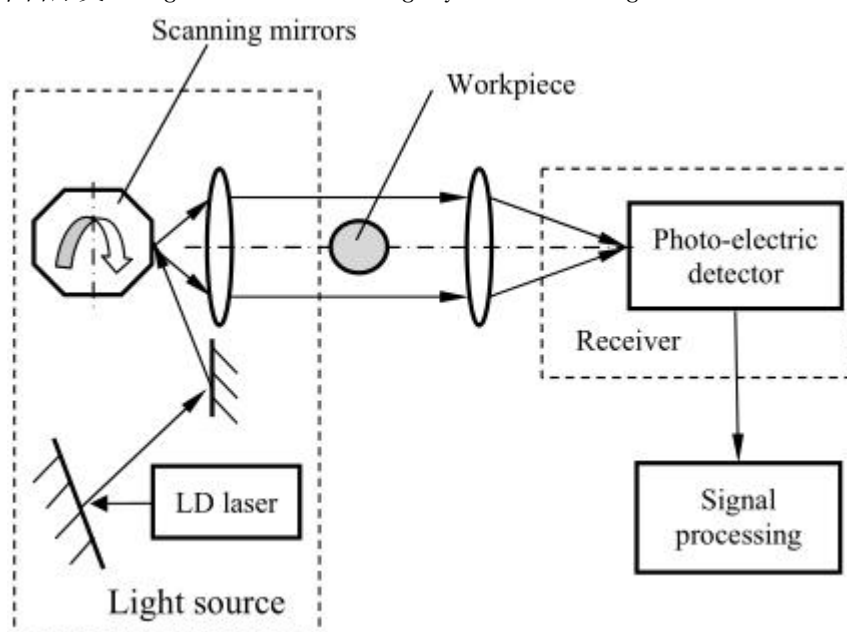 Scanning mirrors
Workpiece
Photo-electric
detector
Receiver
LD laser
Signal
processing
Light source